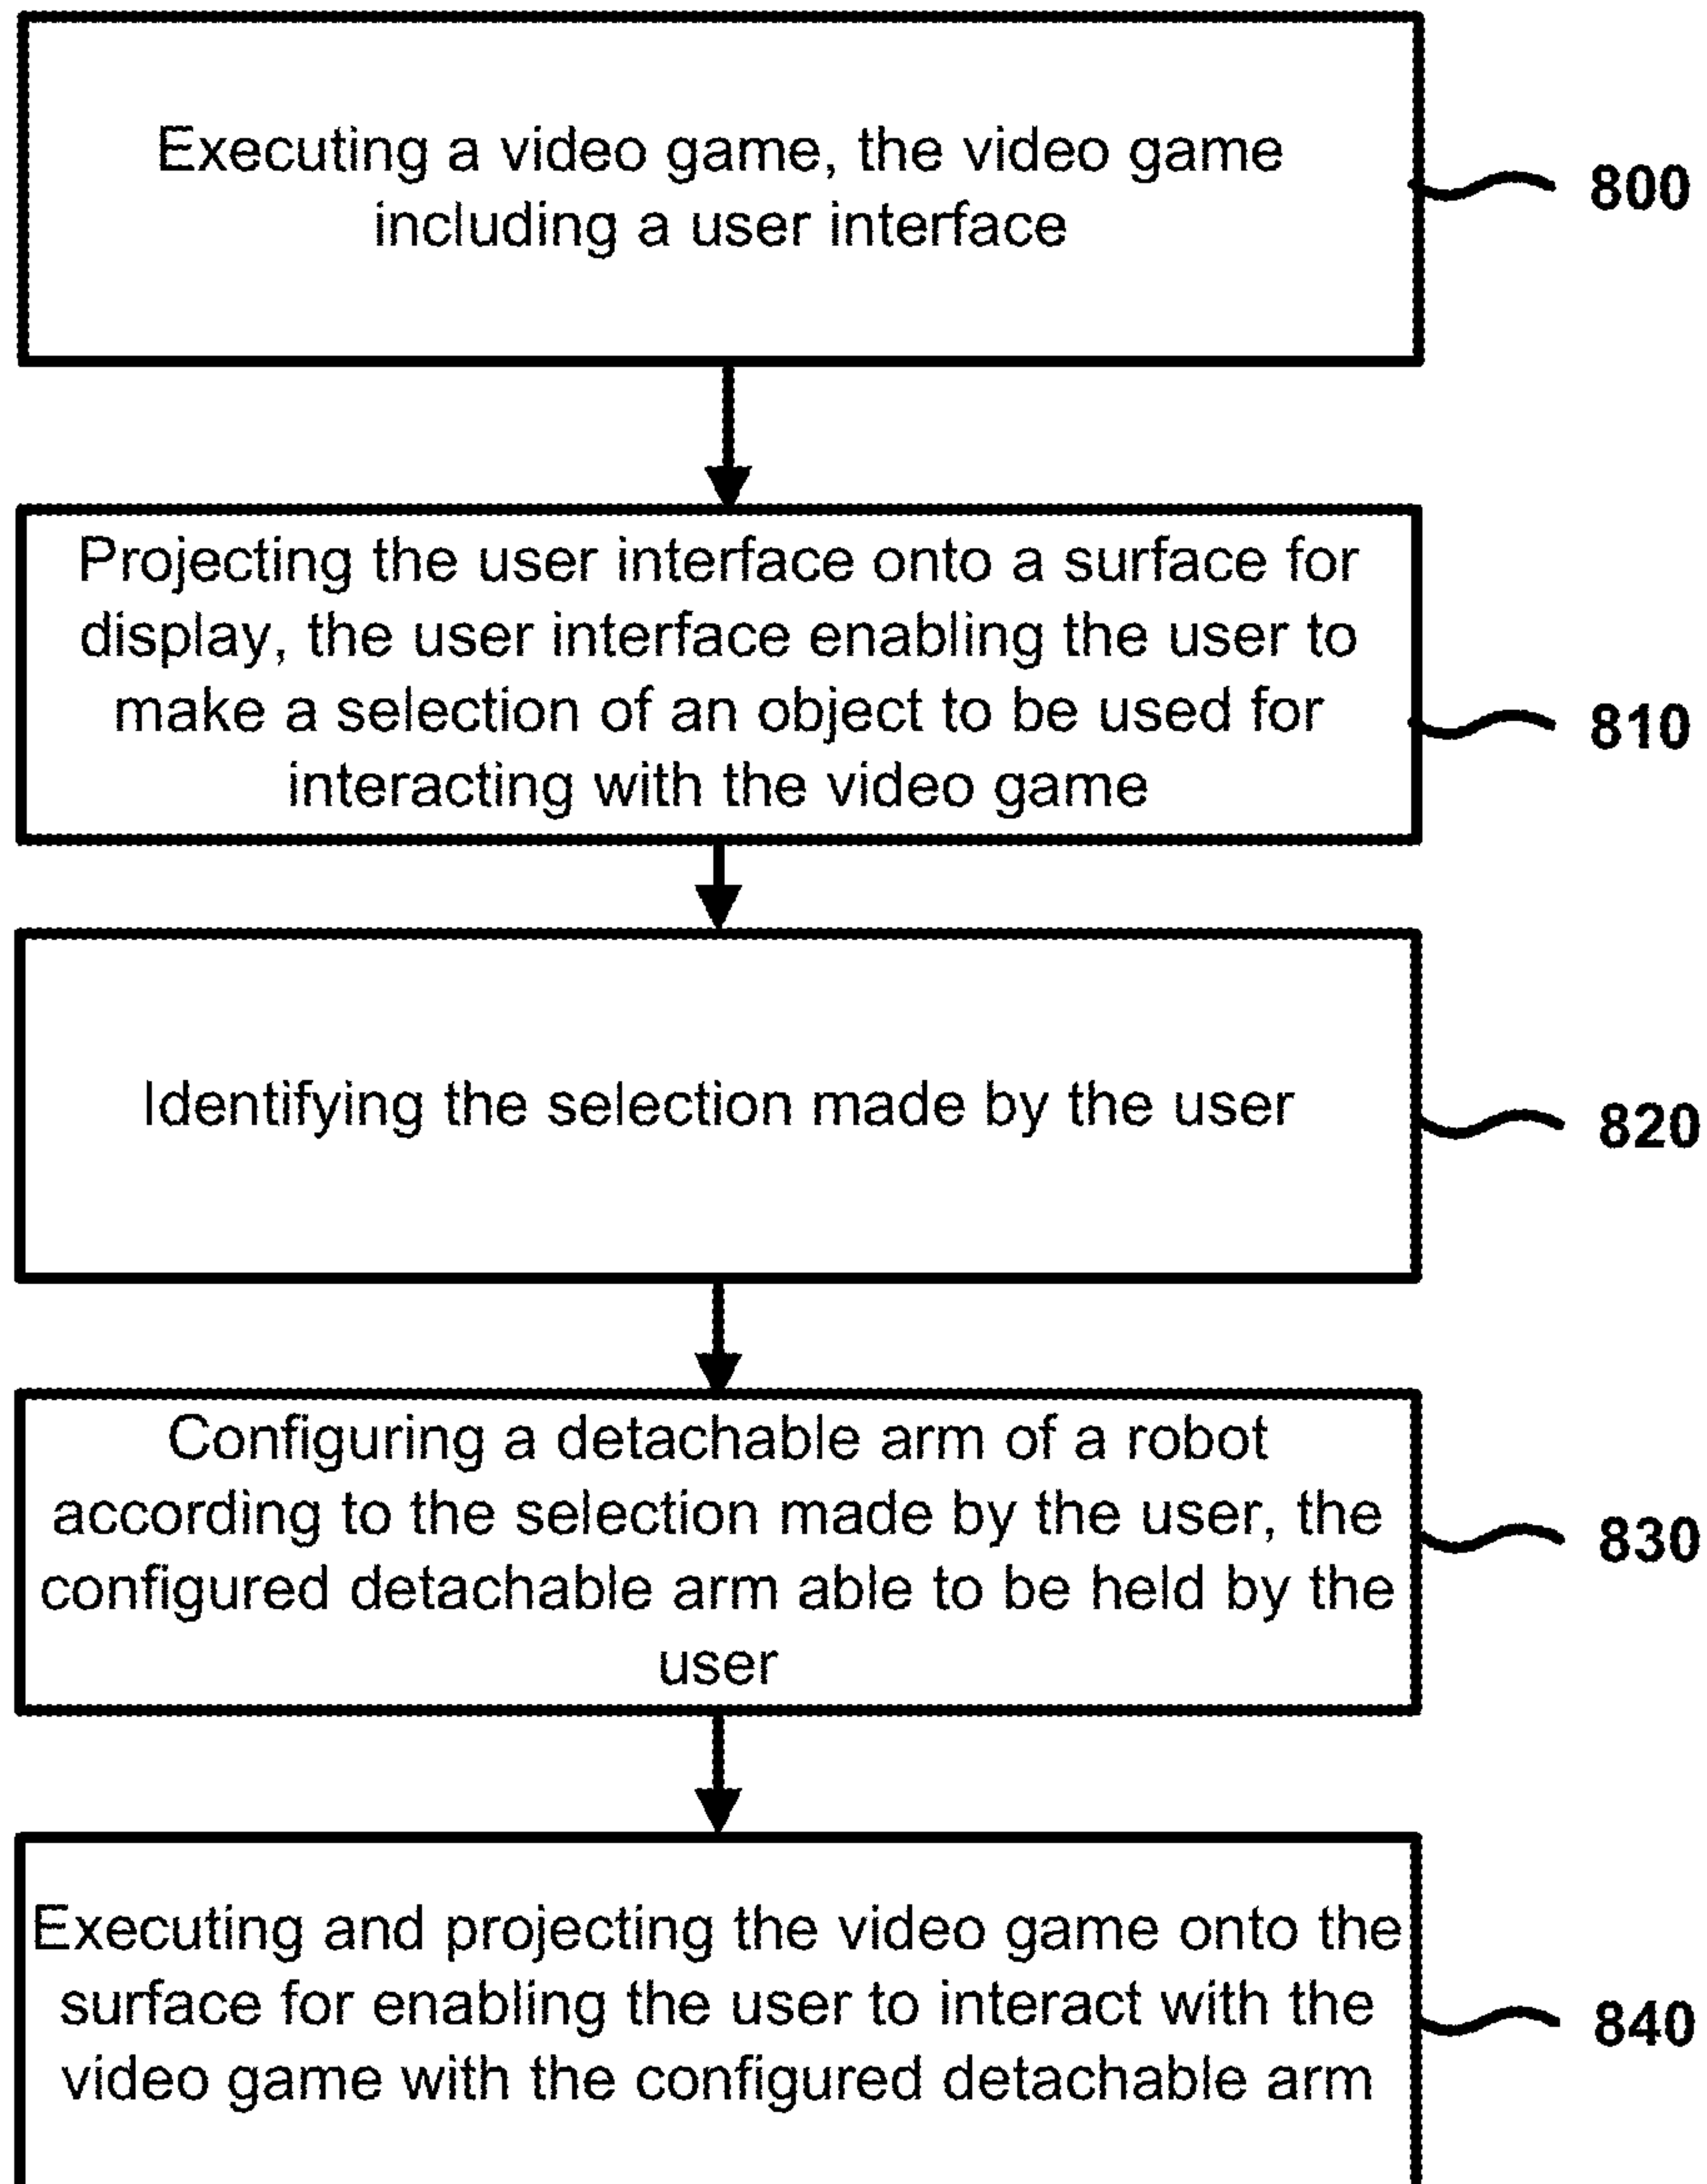 Executing a video game, the video game
including a user interface
800
Projecting the user interface onto a surface for
display, the user interface enabling the user to
make a selection of an object to be used for
interacting with the video game
810
Identifying the selection made by the user
820
Configuring a detachable arm of a robot
according to the selection made by the user, the
configured detachable arm able to be held by the
user
830
Executing and projecting the video game onto the
surface for enabling the user to interact with the
video game with the configured detachable arm
840